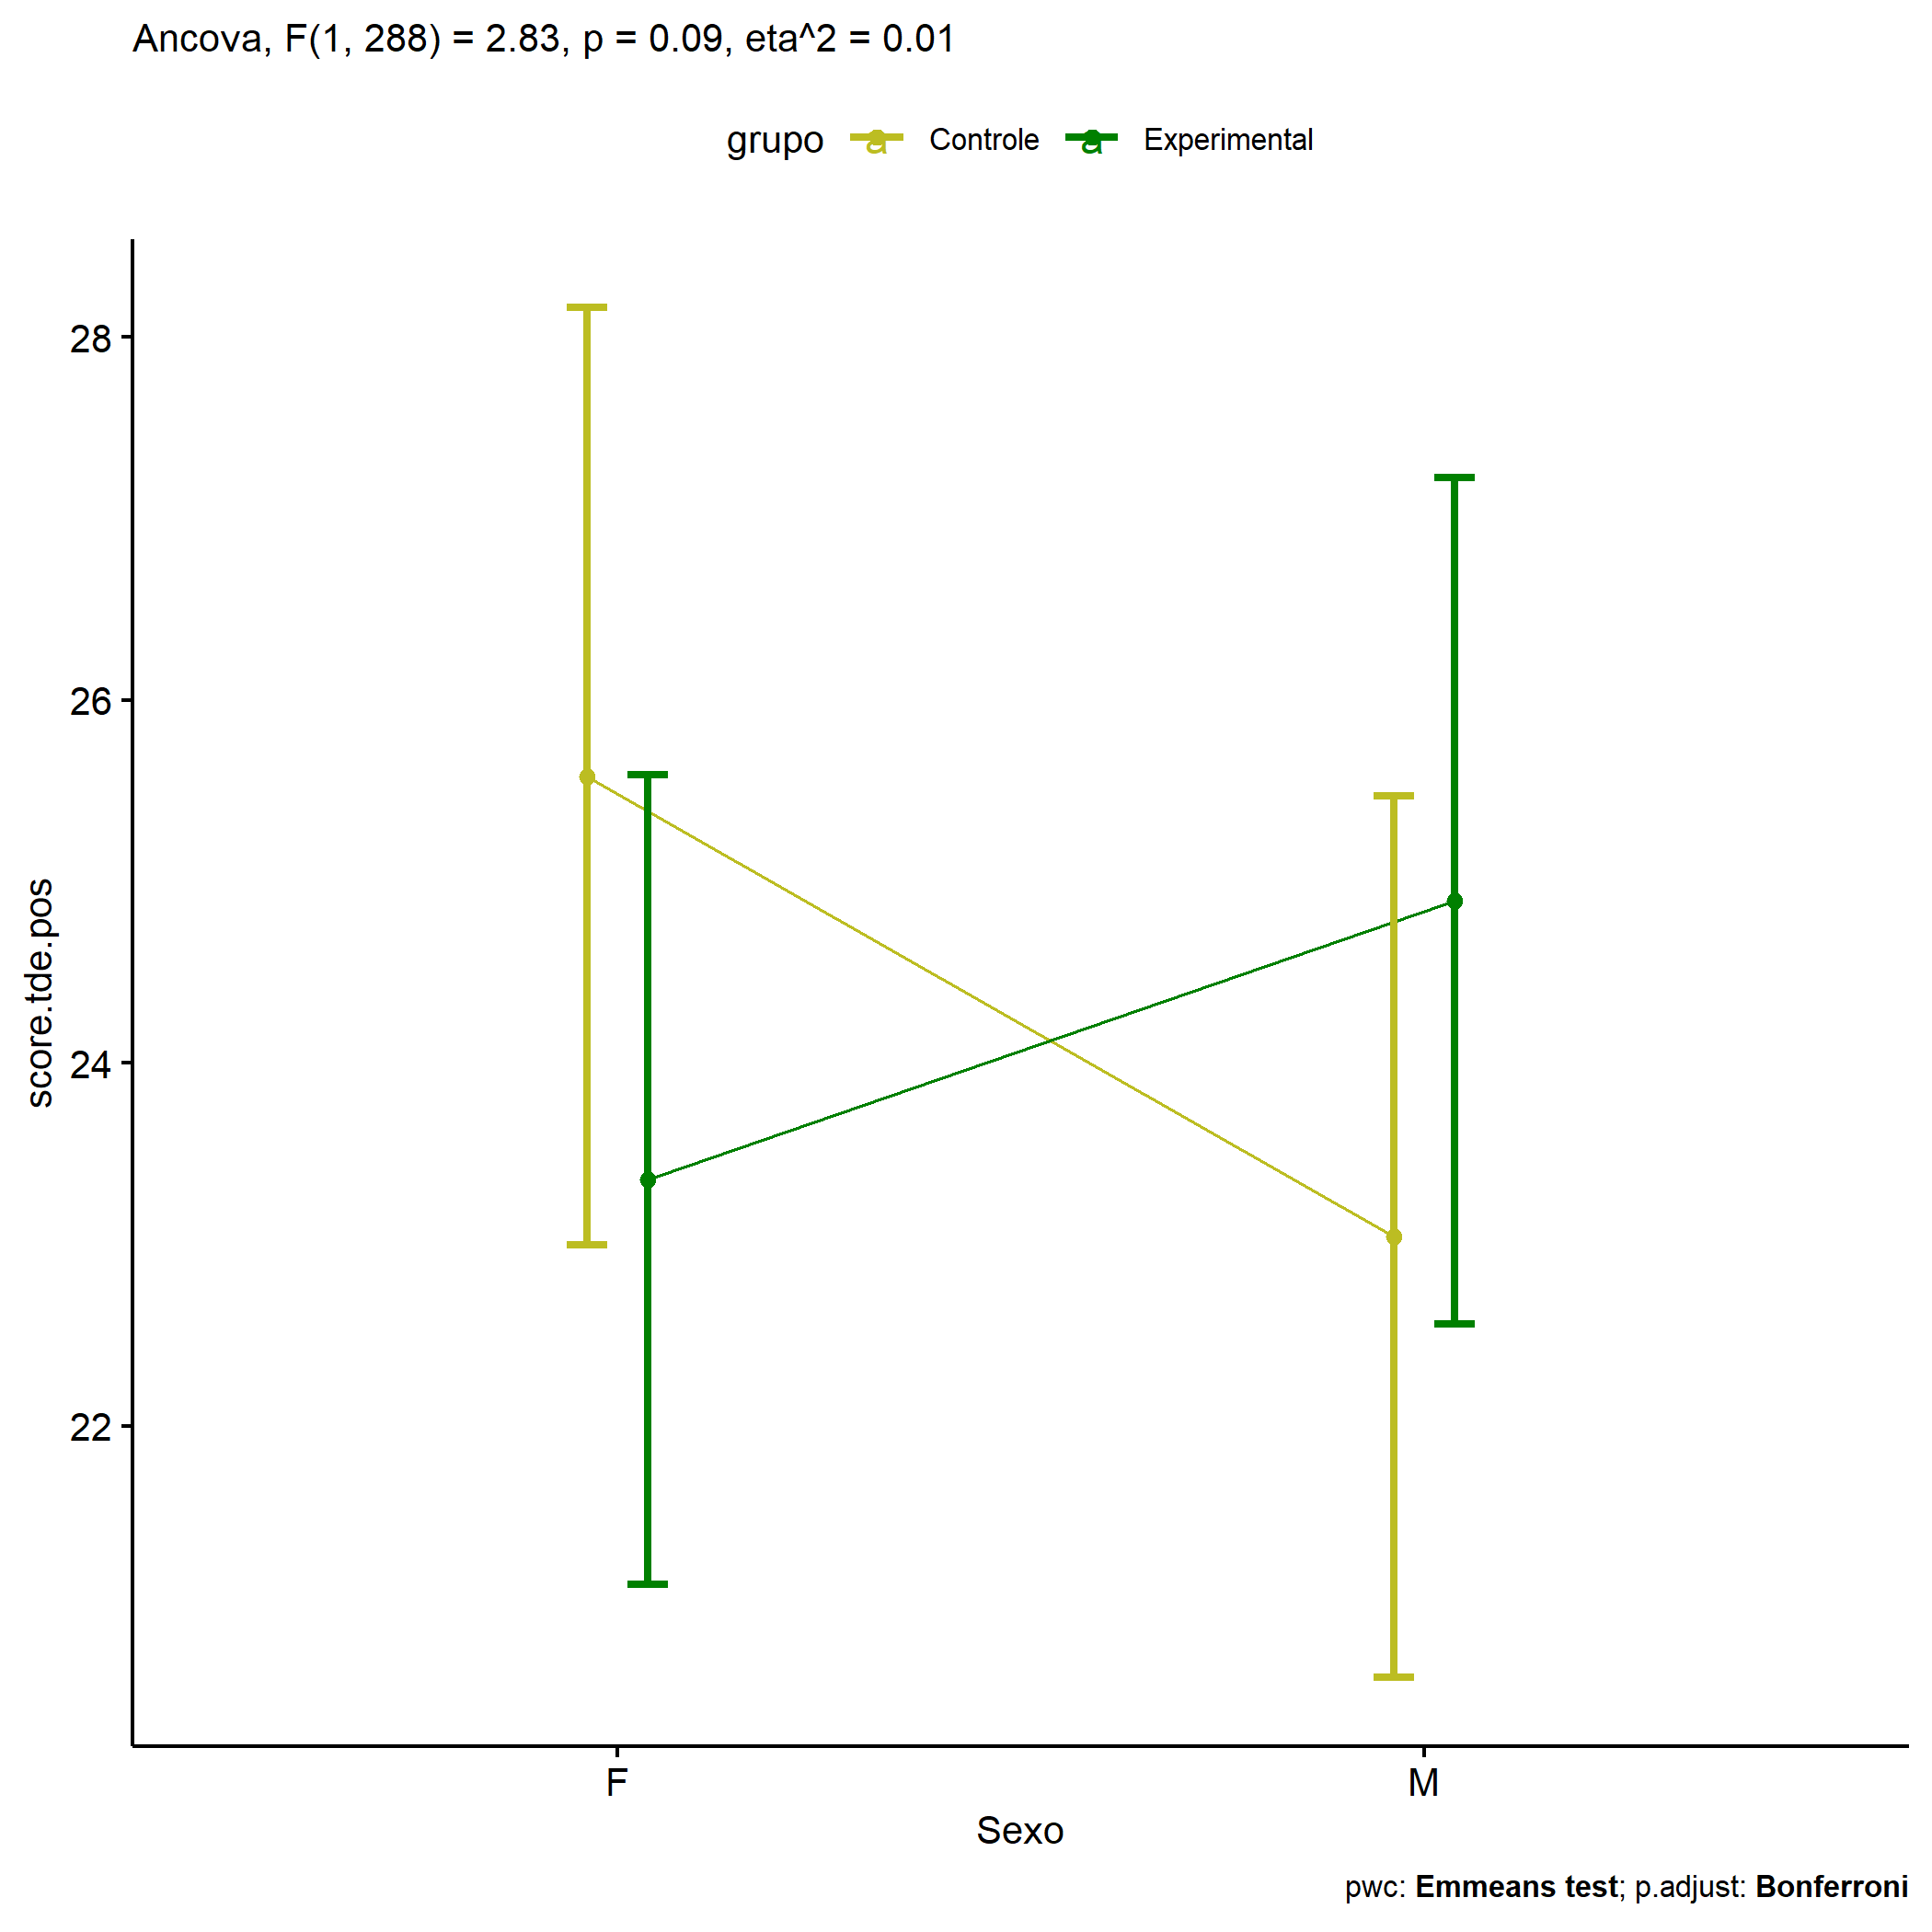 Ancova, F(1, 288) = 2.83, p = 0.09, eta^2 = 0.01
grupo a Controle a Experimental
28
26
24
22
score.tde.pos
F M
Sexo
pwc: Emmeans test; p.adjust: Bonferroni